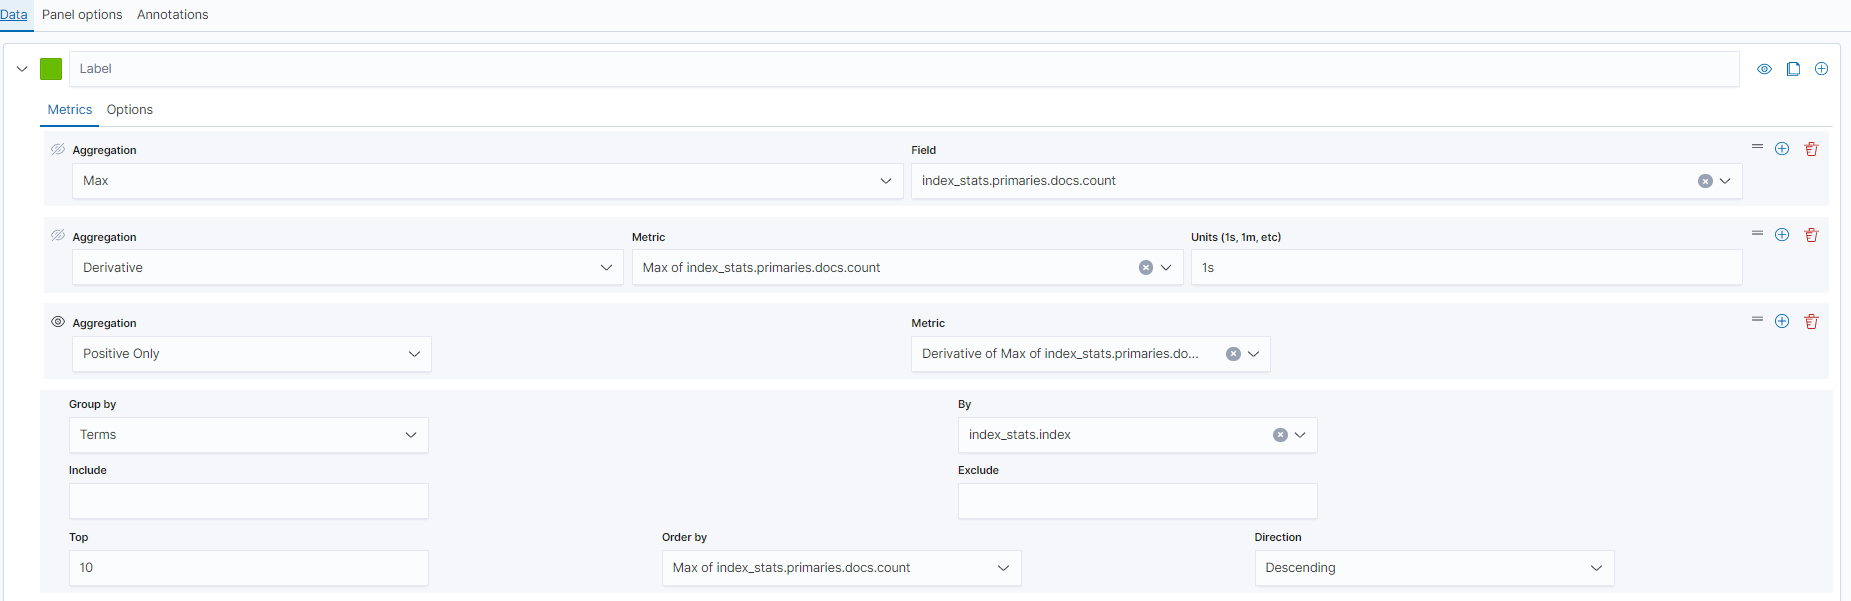 Data Panel options Annotations
Label
Metrics Options
Aggregation Field
Max index_stats.primaries.docs.count
Aggregation Metric Units (1s, 1m, etc)
Derivative Max of index_stats.primaries.docs.count 1s
Aggregation Metric
Positive Only Derivative of Max of index_stats.primaries.do...
Group by By
Terms index_stats.index
Include Exclude
Top Order by Direction
10 Max of index_stats.primaries.docs.count Descending